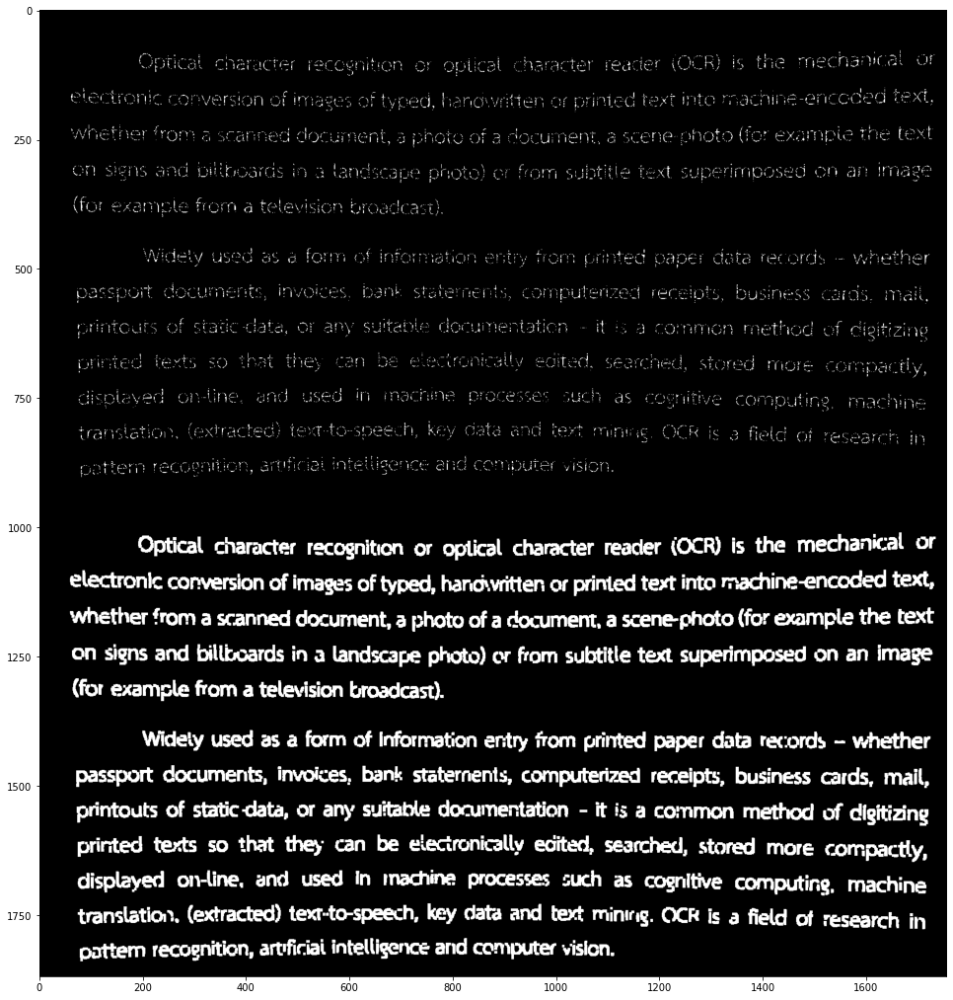 0
Optical character recognition or optical character reader (OCR) is the mechanical or
electronic conversion of images of typed, handwritten or printed text into machine-encoded text,
250
whether from a scanned document, a photo of a document, a scene-photo (for example the text
on signs and billboards in a landscape photo) or from subtitle text superimposed on an image
(for example from a television broadcast).
500
Widely used as a form of information entry from printed paper data records – whether
passport documents, invoices, bank statements, computerized receipts, business cards, mail,
printouts of static-data, or any suitable documentation – it is a common method of digitizing
printed texts so that they can be electronically edited, searched, stored more compactly,
750
displayed on-line, and used in machine processes such as cognitive computing, machine
translation, (extracted) text-to-speech, key data and text mining. OCR is a field of research in
pattern recognition, artificial intelligence and computer vision.
1000
Optical character recognition or optical character reader (OCR) is the mechanical or
electronic conversion of images of typed, handwritten or printed text into machine-encoded text,
whether from a scanned document, a photo of a document, a scene-photo (for example the text
1250
on signs and billboards in a landscape photo) or from subtitle text superimposed on an image
(for example from a television broadcast).
Widely used as a form of information entry from printed paper data records – whether
passport documents, invoices, bank statements, computerized receipts, business cards, mail,
1500
printouts of static-data, or any suitable documentation – it is a common method of digitizing
printed texts so that they can be electronically edited, searched, stored more compactly,
displayed on-line, and used in machine processes such as cognitive computing, machine
1750
translation, (extracted) text-to-speech, key data and text mining. OCR is a field of research in
pattern recognition, artificial intelligence and computer vision.
0 200 400 600 800 1000 1200 1400 1600